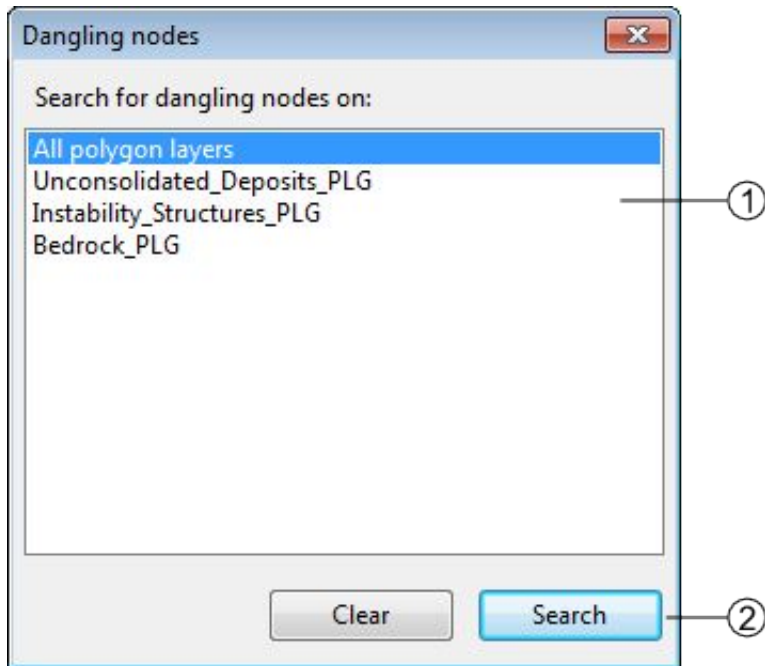 Dangling nodes
Search for dangling nodes on:
All polygon layers
Unconsolidated_Deposits_PLG
Instability_Structures_PLG
Bedrock_PLG
1
Clear
Search
2